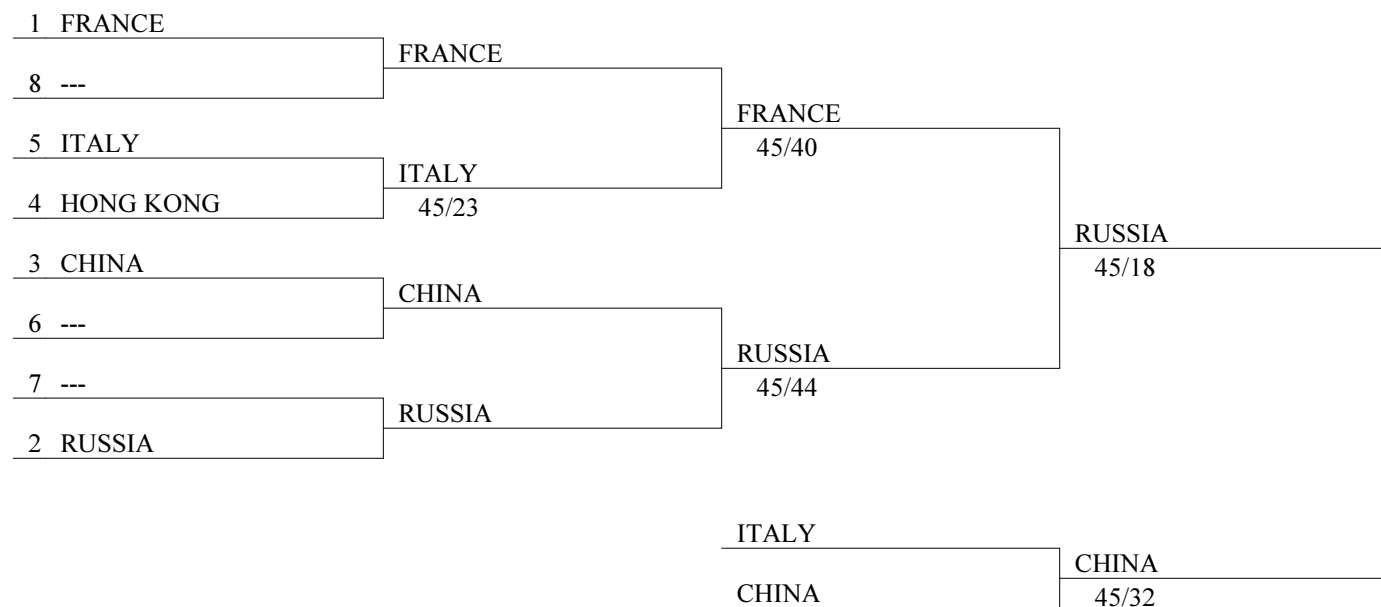 1 FRANCE
FRANCE
8 ---
FRANCE
45/40
5 ITALY
ITALY
45/23
4 HONG KONG
RUSSIA
45/18
3 CHINA
CHINA
6 ---
RUSSIA
45/44
7 ---
RUSSIA
2 RUSSIA
ITALY
CHINA
45/32
CHINA